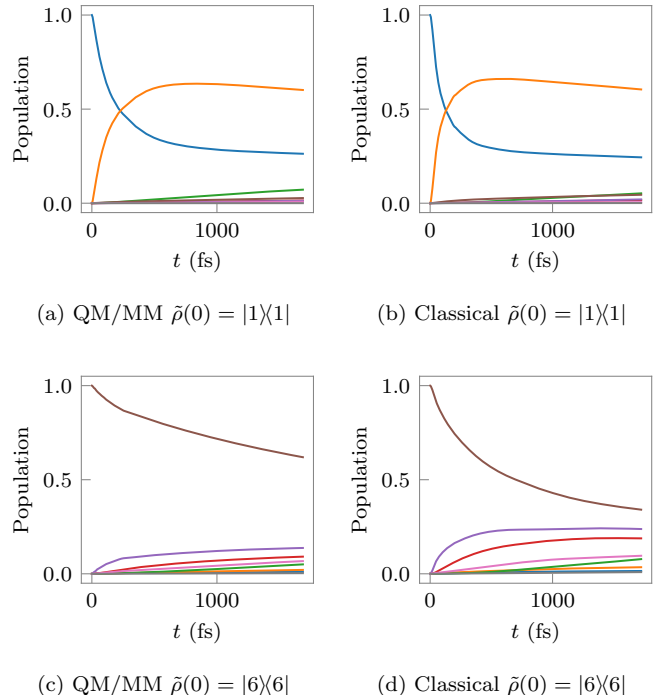 1.0
0.5
0.0
Population
0
1000
t (fs)
(a) QM/MM ρ̃(0) = |1⟩⟨1|
1.0
0.5
0.0
Population
0
1000
t (fs)
(b) Classical ρ̃(0) = |1⟩⟨1|
1.0
0.5
0.0
Population
0
1000
t (fs)
(c) QM/MM ρ̃(0) = |6⟩⟨6|
1.0
0.5
0.0
Population
0
1000
t (fs)
(d) Classical ρ̃(0) = |6⟩⟨6|